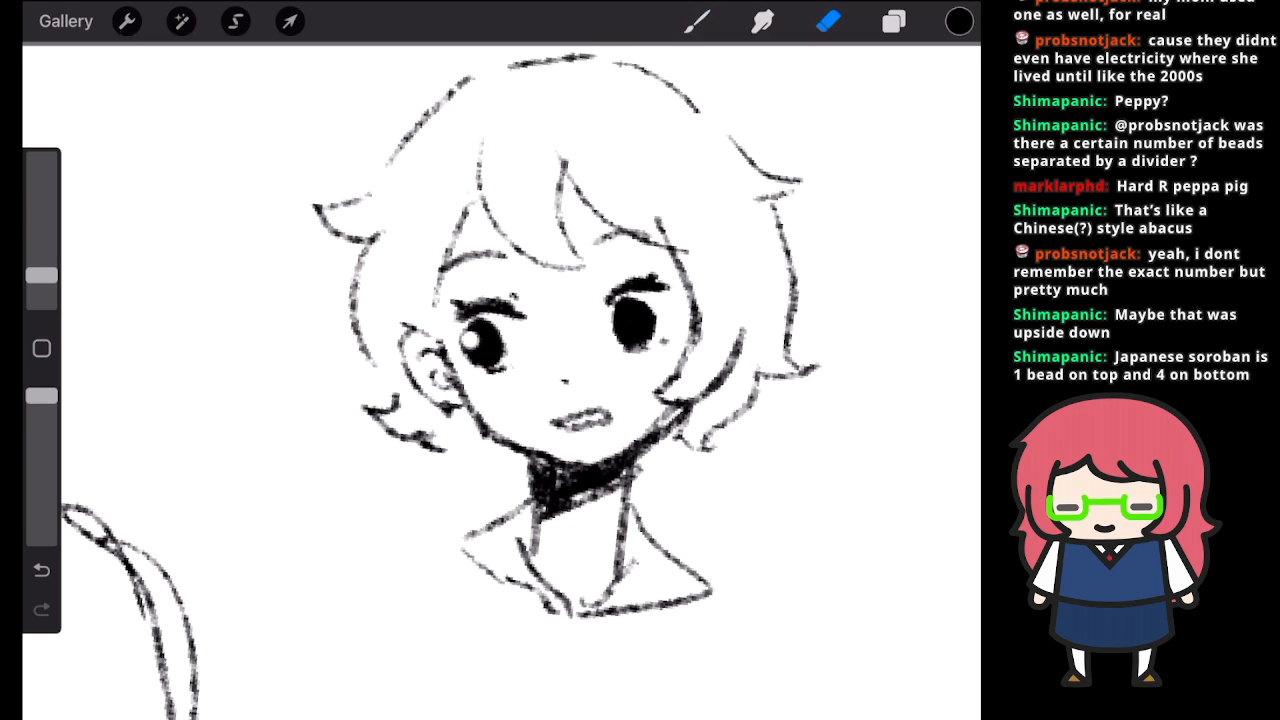 Gallery
one as well, for real
probsnotjack: cause they didnt
even have electricity where she
lived until like the 2000s
Shimapanic: Peppy?
Shimapanic: @probsnotjack was
there a certain number of beads
separated by a divider ?
marklarphd: Hard R peppa pig
Shimapanic: That's like a
Chinese(?) style abacus
probsnotjack: yeah, i dont
remember the exact number but
pretty much
Shimapanic: Maybe that was
upside down
Shimapanic: Japanese soroban is
1 bead on top and 4 on bottom